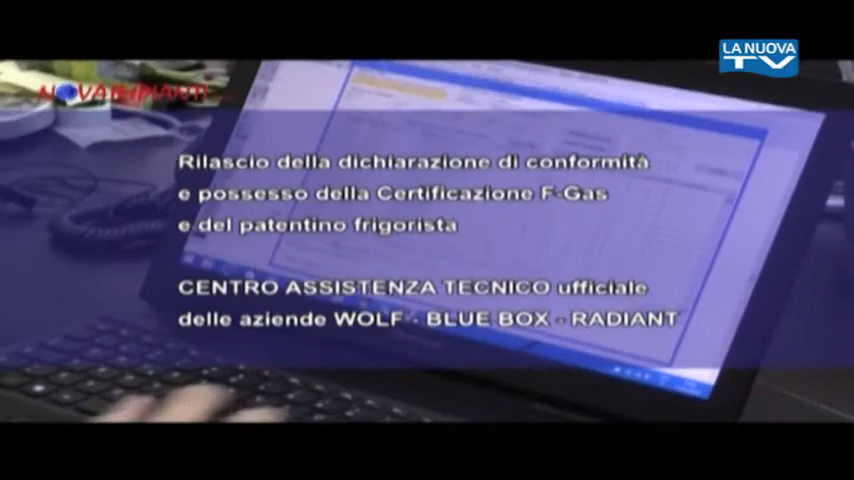 LA NUOVA
TV
NOVAIMPIANTI
Rilascio della dichiarazione di conformità
e possesso della Certificazione F-Gas
e del patentino frigorista
CENTRO ASSISTENZA TECNICO ufficiale
delle aziende WOLF - BLUE BOX - RADIANT